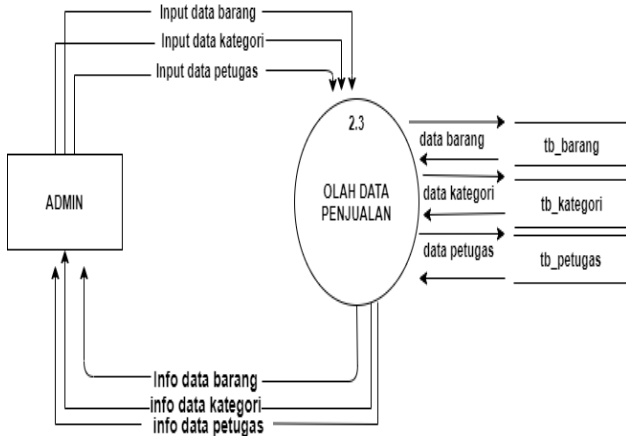 Input data barang
Input data kategori
Input data petugas
ADMIN
2.3
OLAH DATA
PENJUALAN
data barang
data kategori
data petugas
tb_barang
tb_kategori
tb_petugas
Info data barang
info data kategori
info data petugas